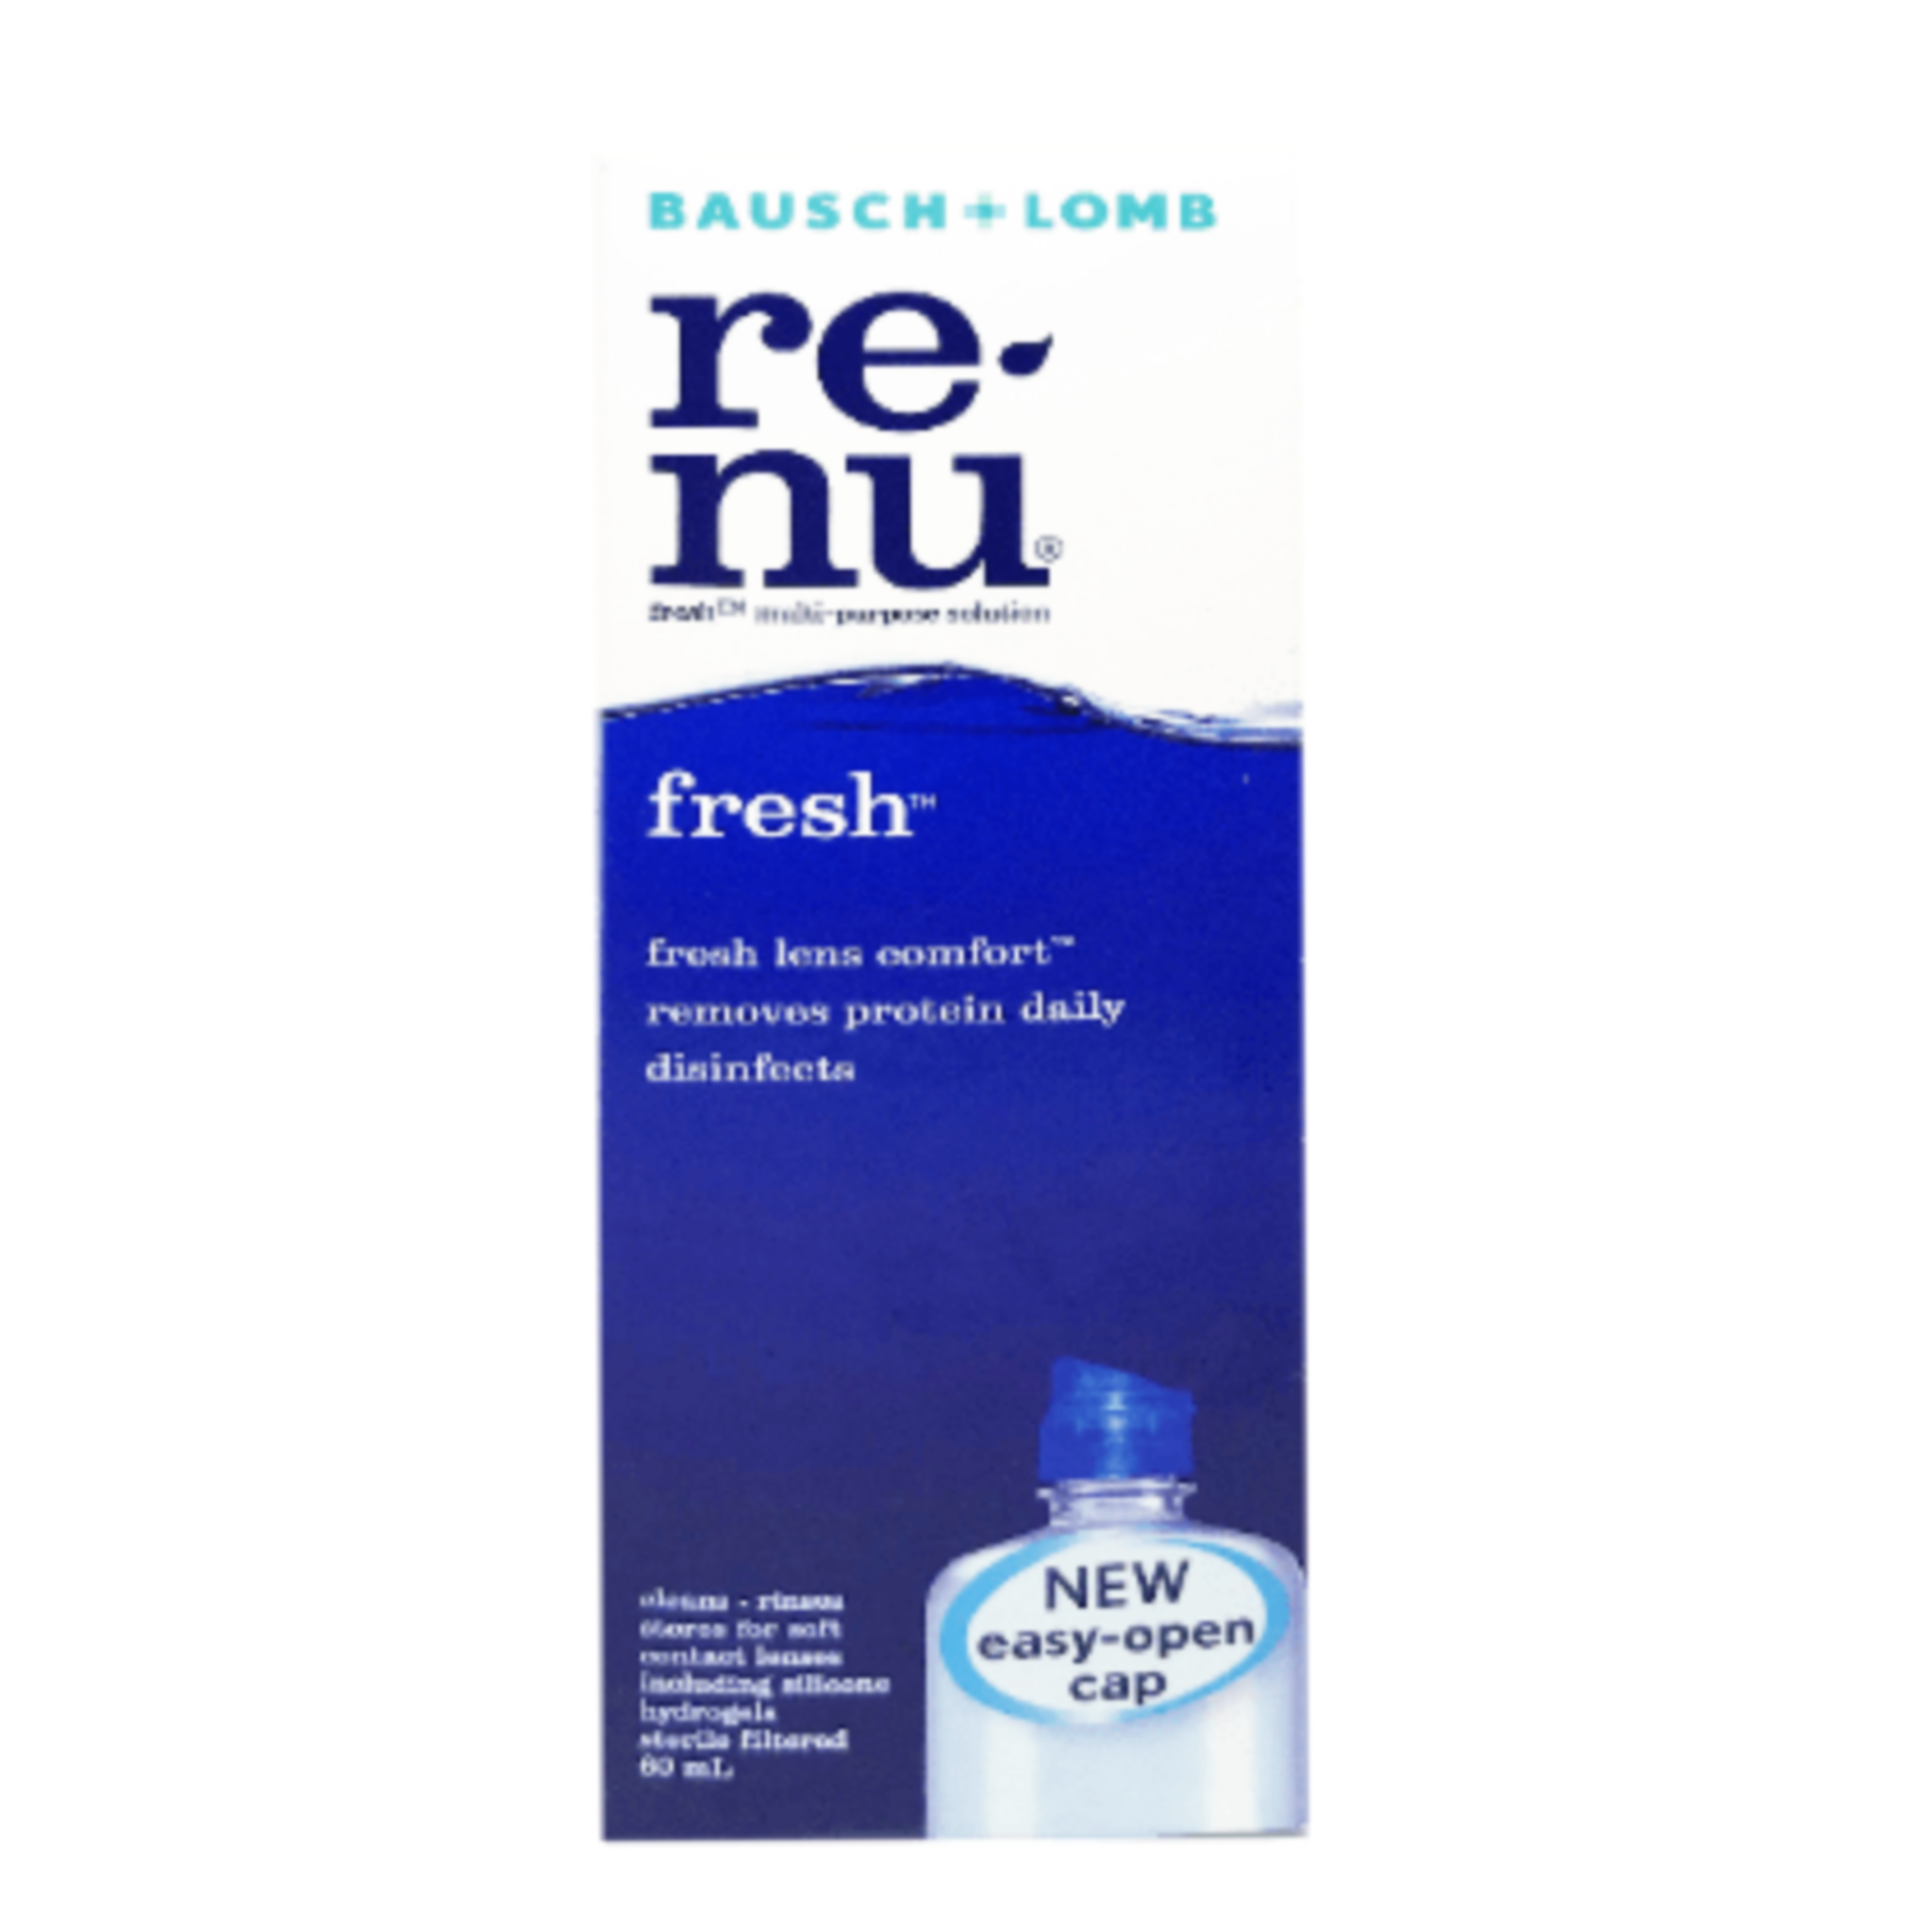 BAUSCH + LOMB
re-
nu®
fresh™ multi-purpose solution
fresh™
fresh lens comfort™
removes protein daily
disinfects
cleans - rinses
stores for soft
contact lenses
including silicone
hydrogels
sterile filtered
60 mL
NEW
easy-open
cap